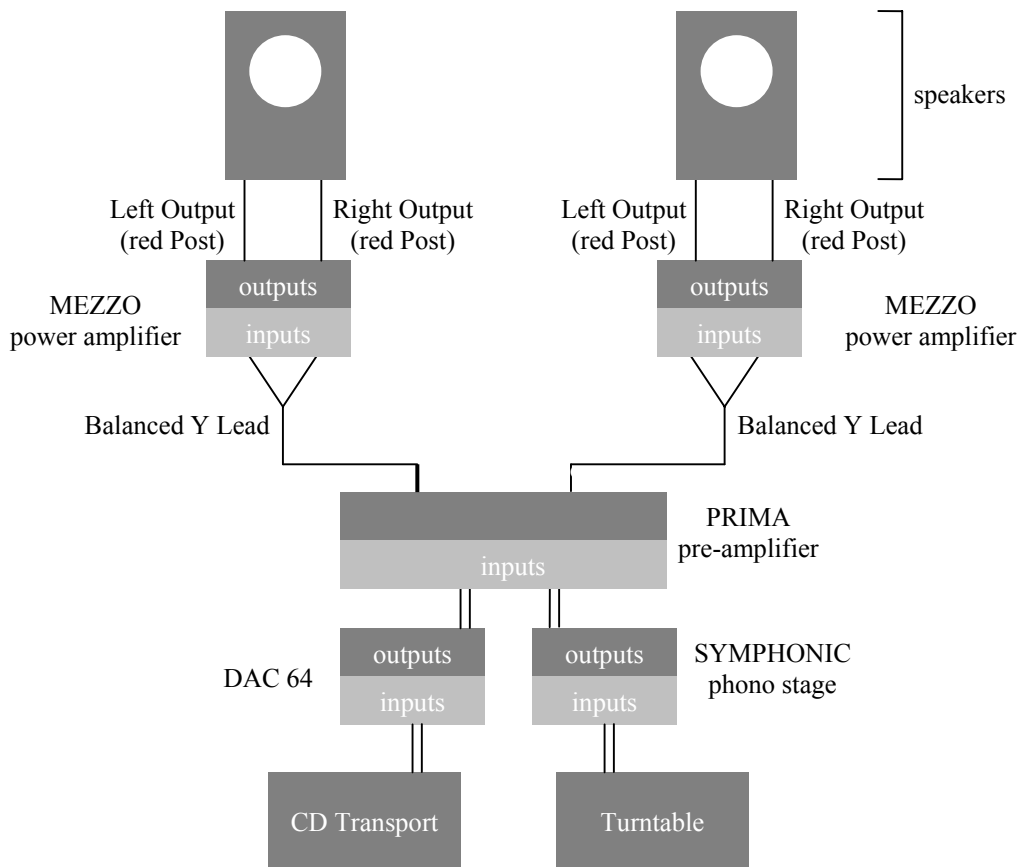 speakers
Left Output
(red Post)
Right Output
(red Post)
Left Output
(red Post)
Right Output
(red Post)
MEZZO
power amplifier
outputs
inputs
outputs
inputs
MEZZO
power amplifier
Balanced Y Lead
Balanced Y Lead
PRIMA
pre-amplifier
inputs
DAC 64
outputs
inputs
outputs
inputs
SYMPHONIC
phono stage
CD Transport
Turntable